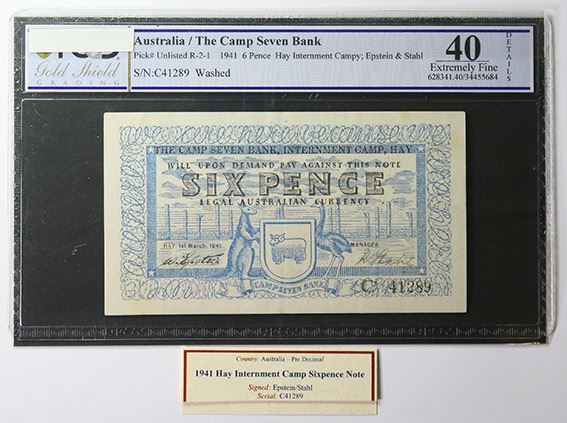 Australia / The Camp Seven Bank
Pick# Unlisted R-2-1 1941 6 Pence Hay Internment Campy; Epstein & Stahl
S/N:C41289 Washed
Gold Shield
GRADING
40
Extremely Fine
628341.40/34455684
DETAILS
THE CAMP SEVEN BANK, INTERNMENT CAMP, HAY
WILL UPON DEMAND PAY AGAINST THIS NOTE
SIX PENCE
LEGAL AUSTRALIAN CURRENCY
HAY, 1st March, 1941.
MANAGER
CAMP SEVEN BANK
C 41289
Country: Australia – Pre Decimal
1941 Hay Internment Camp Sixpence Note
Signed: Epstein/Stahl
Serial: C41289